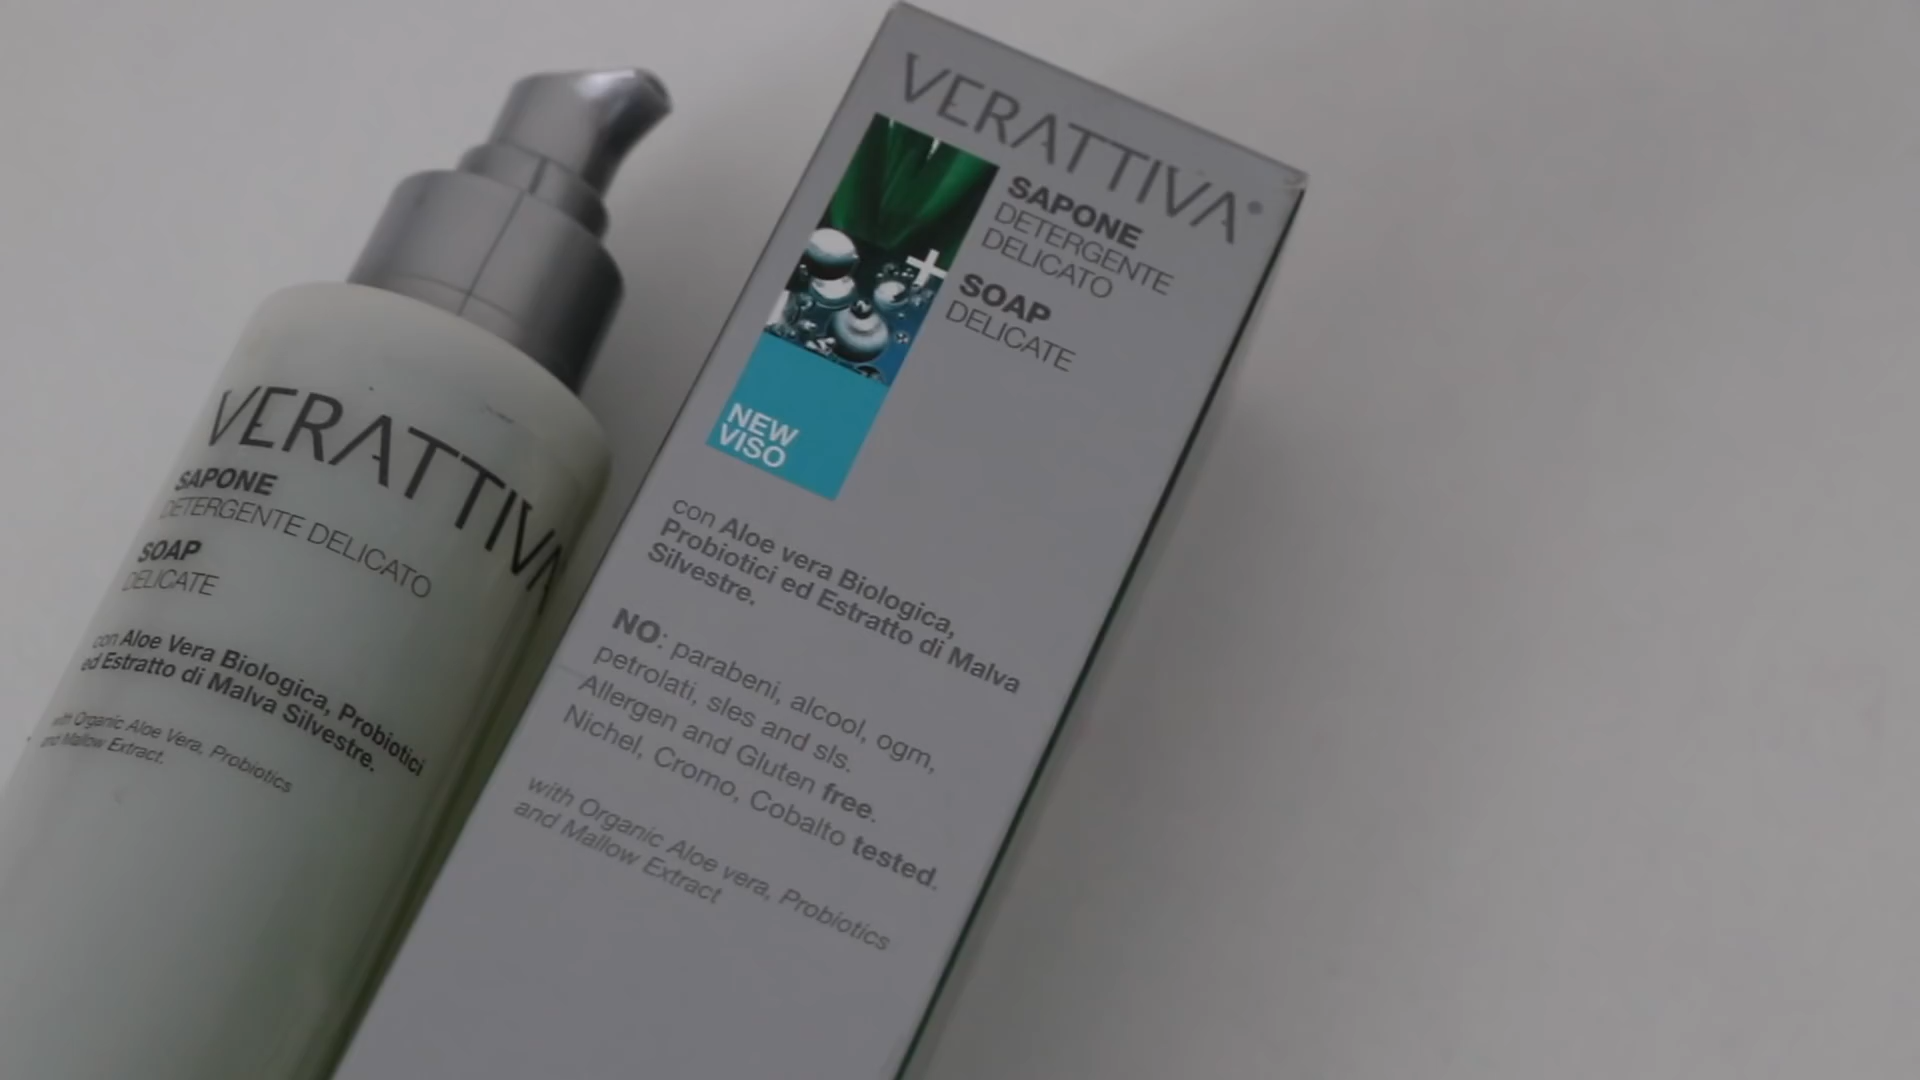 VERATTIVA
SAPONE
DETERGENTE DELICATO
SOAP
DELICATE
con Aloe Vera Biologica, Probiotici
ed Estratto di Malva Silvestre.
with Organic Aloe Vera, Probiotics
and Mallow Extract.
VERATTIVA®
SAPONE
DETERGENTE
DELICATO
SOAP
DELICATE
+
NEW
VISO
con Aloe vera Biologica,
Probiotici ed Estratto di Malva
Silvestre.
NO: parabeni, alcool, ogm,
petrolati, sles and sls.
Allergen and Gluten free.
Nichel, Cromo, Cobalto tested.
with Organic Aloe vera, Probiotics
and Mallow Extract